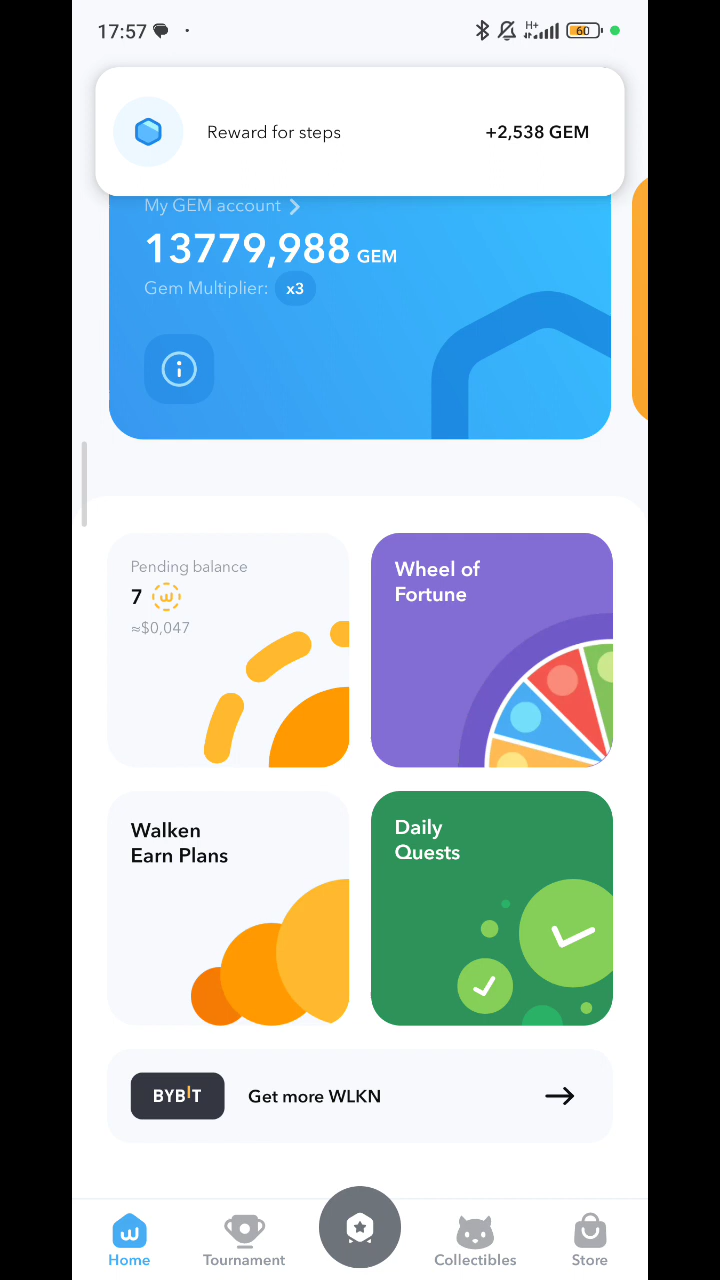 17:57
H+
60
Reward for steps
+2,538 GEM
My GEM account
13779,988 GEM
Gem Multiplier: x3
Pending balance
7
≈$0,047
Wheel of
Fortune
Walken
Earn Plans
Daily
Quests
BYBIT
Get more WLKN
Home
Tournament
Collectibles
Store